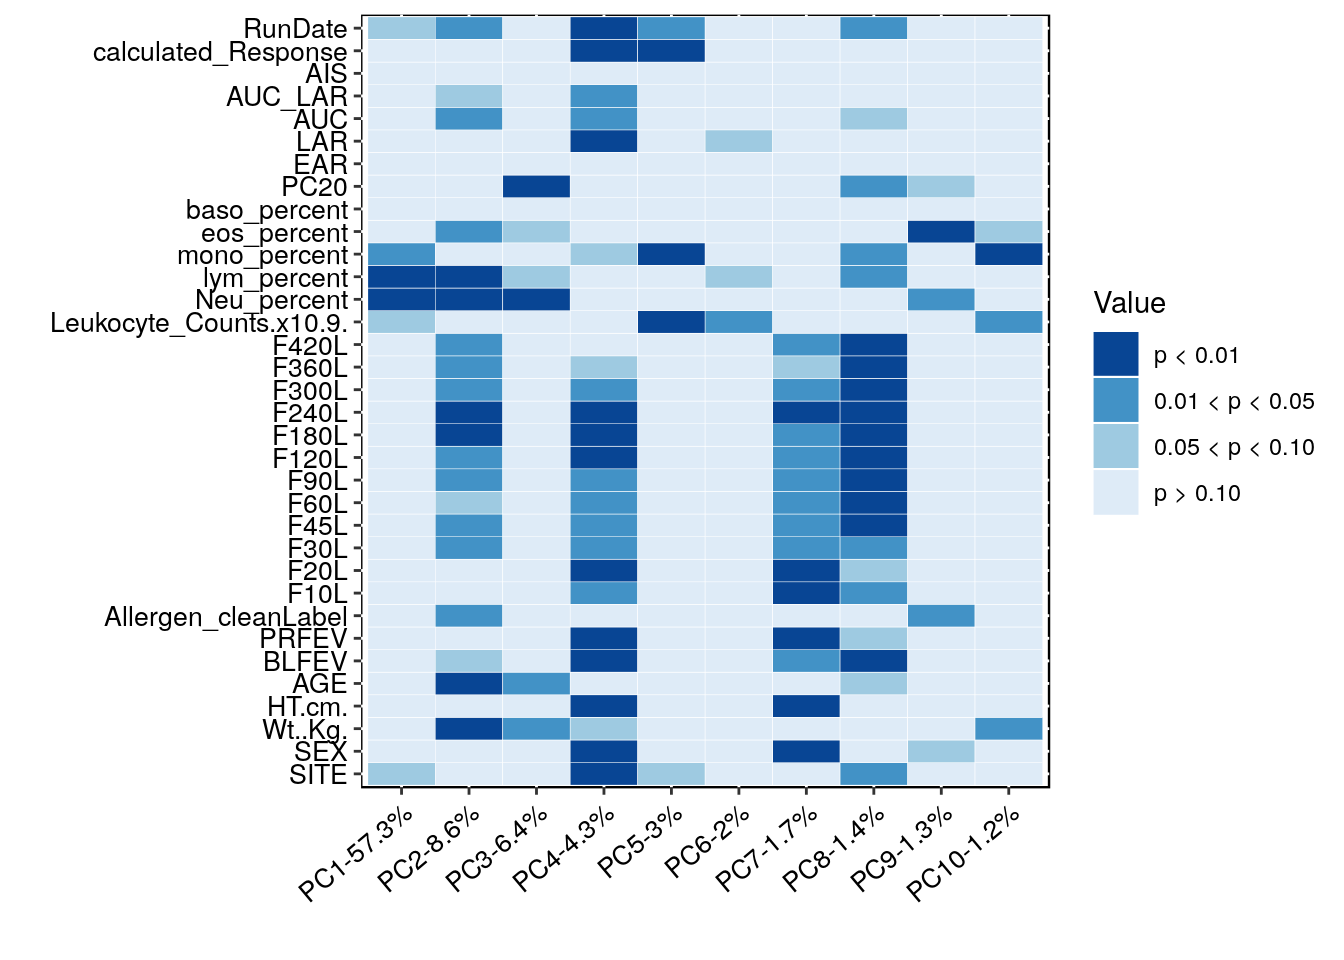 RunDate
calculated_Response
AIS
AUC_LAR
AUC
LAR
EAR
PC20
baso_percent
eos_percent
mono_percent
lym_percent
Neu_percent
Leukocyte_Counts.x10.9.
F420L
F360L
F300L
F240L
F180L
F120L
F90L
F60L
F45L
F30L
F20L
F10L
Allergen_cleanLabel
PRFEV
BLFEV
AGE
HT.cm.
Wt..Kg.
SEX
SITE
PC1-57.3%
PC2-8.6%
PC3-6.4%
PC4-4.3%
PC5-3%
PC6-2%
PC7-1.7%
PC8-1.4%
PC9-1.3%
PC10-1.2%
Value
p < 0.01
0.01 < p < 0.05
0.05 < p < 0.10
p > 0.10